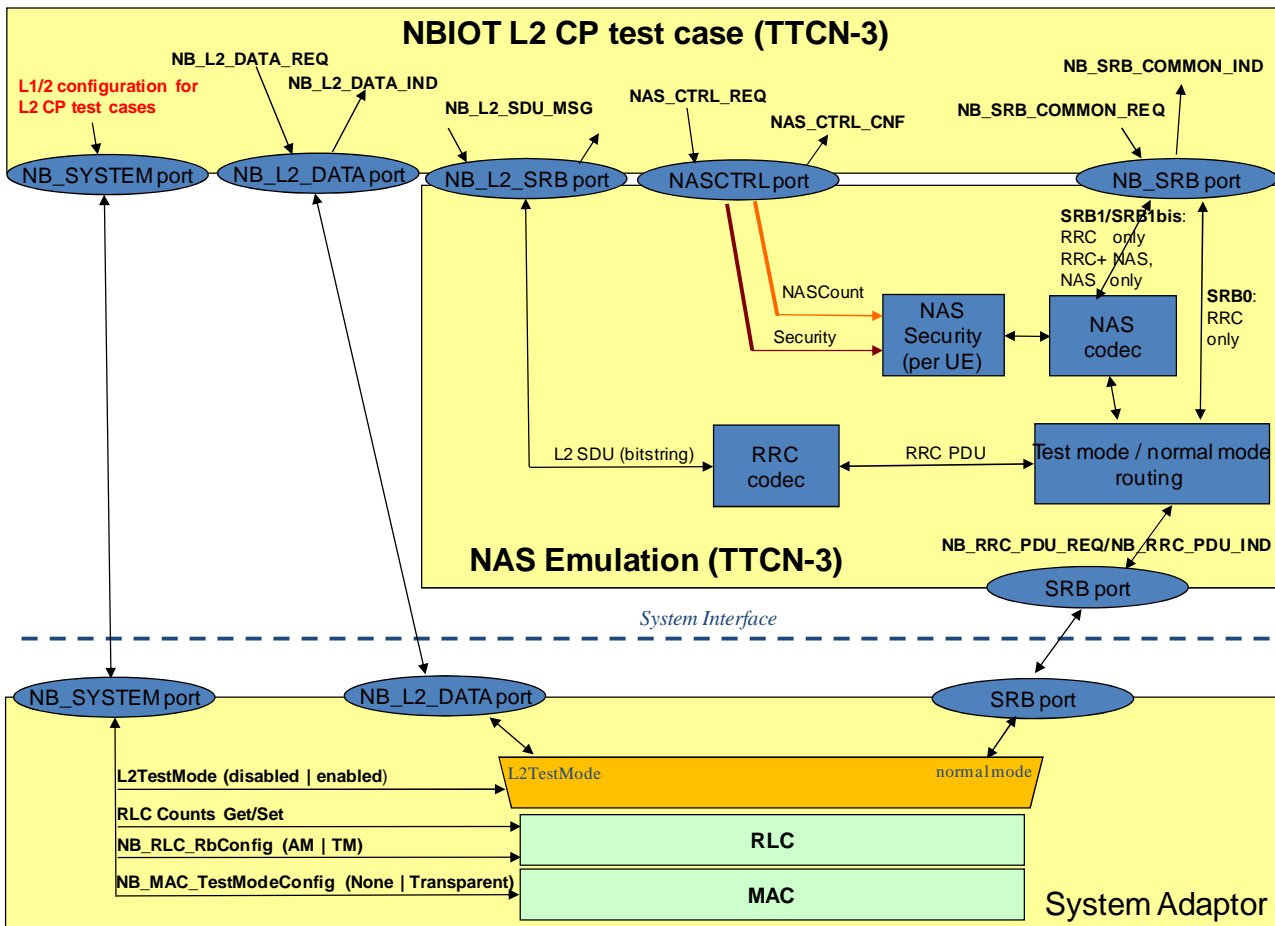 NBIOT L2 CP test case (TTCN-3)
NB_L2_DATA_REQ
NB_L2_DATA_IND
L1/2 configuration for
L2 CP test cases
NB_L2_SDU_MSG
NAS_CTRL_REQ
NAS_CTRL_CNF
NB_SRB_COMMON_IND
NB_SRB_COMMON_REQ
NB_SYSTEM port
NB_L2_DATA port
NB_L2_SRB port
NASCTRL port
NB_SRB port
SRB1/SRB1bis:
RRC only
RRC+ NAS,
NAS only
SRB0:
RRC
only
NASCount
Security
NAS
Security
(per UE)
NAS
codec
L2 SDU (bitstring)
RRC
codec
RRC PDU
Test mode / normal mode
routing
NB_RRC_PDU_REQ/NB_RRC_PDU_IND
NAS Emulation (TTCN-3)
SRB port
System Interface
NB_SYSTEM port
NB_L2_DATA port
SRB port
L2TestMode (disabled | enabled)
L2TestMode
normal mode
RLC Counts Get/Set
NB_RLC_RbConfig (AM | TM)
RLC
NB_MAC_TestModeConfig (None | Transparent)
MAC
System Adaptor